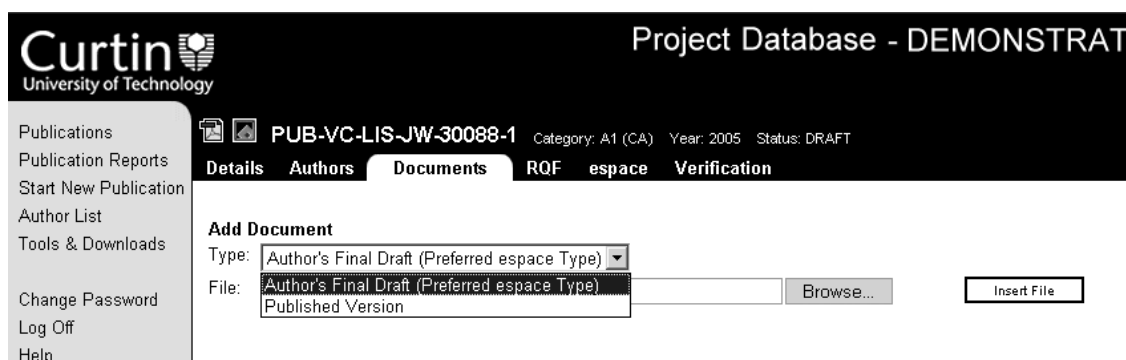 Curtin
University of Technology
Project Database - DEMONSTRAT
Publications
Publication Reports
Start New Publication
Author List
Tools & Downloads
Change Password
Log Off
Help
PUB-VC-LIS-JW-30088-1 Category: A1 (CA) Year: 2005 Status: DRAFT
Details Authors Documents RQF espace Verification
Add Document
Type: Author's Final Draft (Preferred espace Type)
Author's Final Draft (Preferred espace Type)
Published Version
File: Browse... Insert File